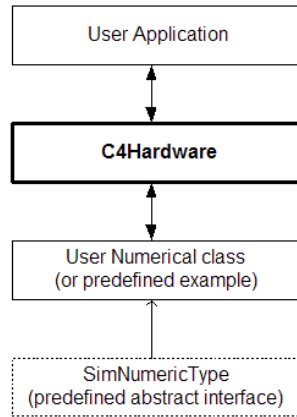 User Application
C4Hardware
User Numerical class
(or predefined example)
SimNumericType
(predefined abstract interface)